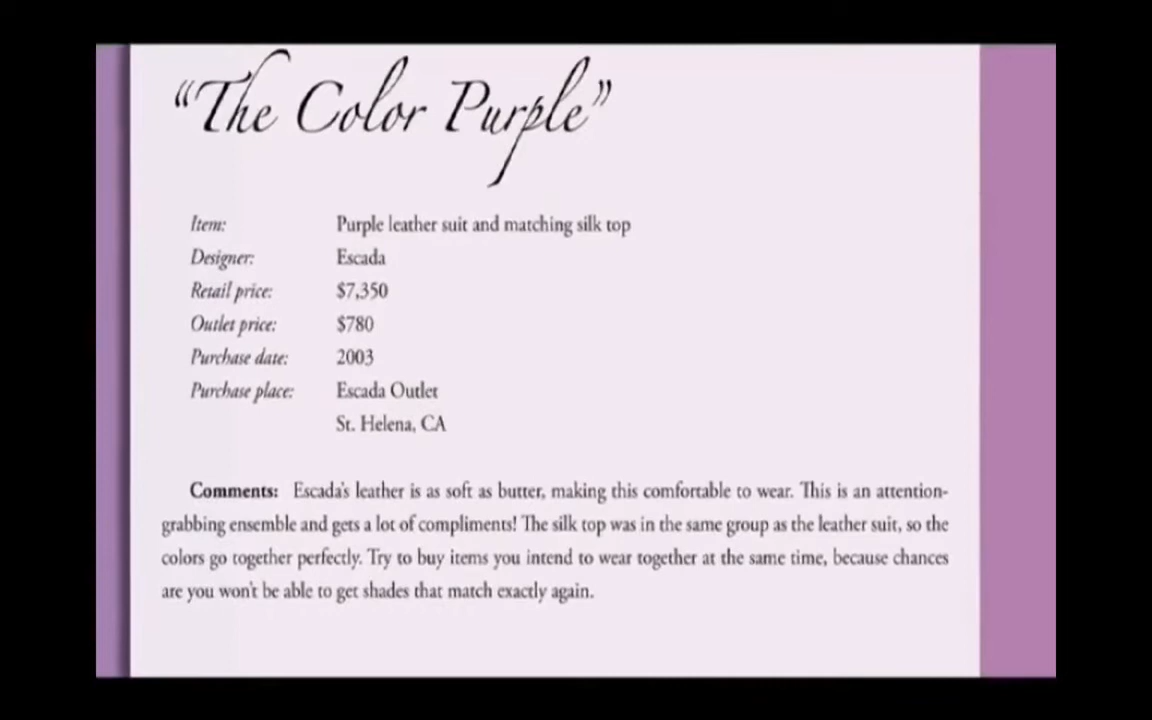 “The Color Purple”
Item: Purple leather suit and matching silk top
Designer: Escada
Retail price: $7,350
Outlet price: $780
Purchase date: 2003
Purchase place: Escada Outlet
St. Helena, CA
Comments: Escada's leather is as soft as butter, making this comfortable to wear. This is an attention-
grabbing ensemble and gets a lot of compliments! The silk top was in the same group as the leather suit, so the
colors go together perfectly. Try to buy items you intend to wear together at the same time, because chances
are you won't be able to get shades that match exactly again.